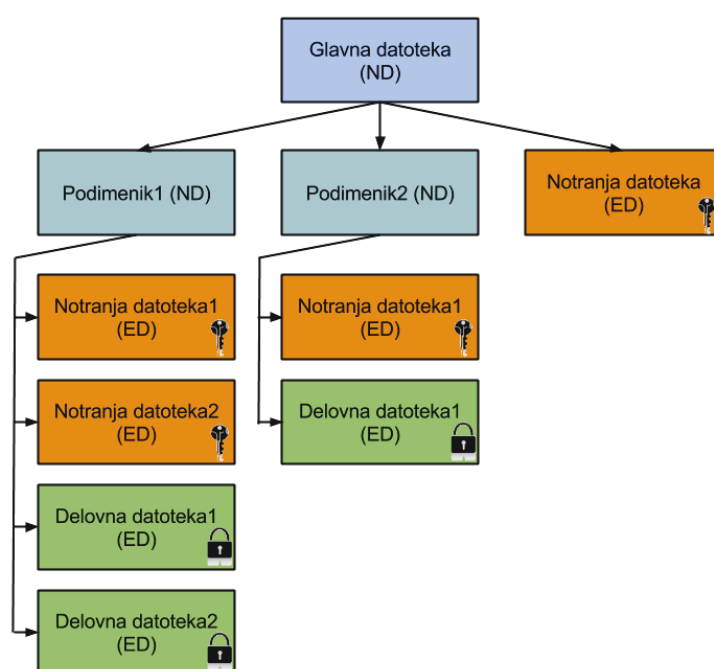 Glavna datoteka
(ND)
Podimenik1 (ND)
Podimenik2 (ND)
Notranja datoteka
(ED)
Notranja datoteka1
(ED)
Notranja datoteka2
(ED)
Delovna datoteka1
(ED)
Delovna datoteka2
(ED)
Notranja datoteka1
(ED)
Delovna datoteka1
(ED)